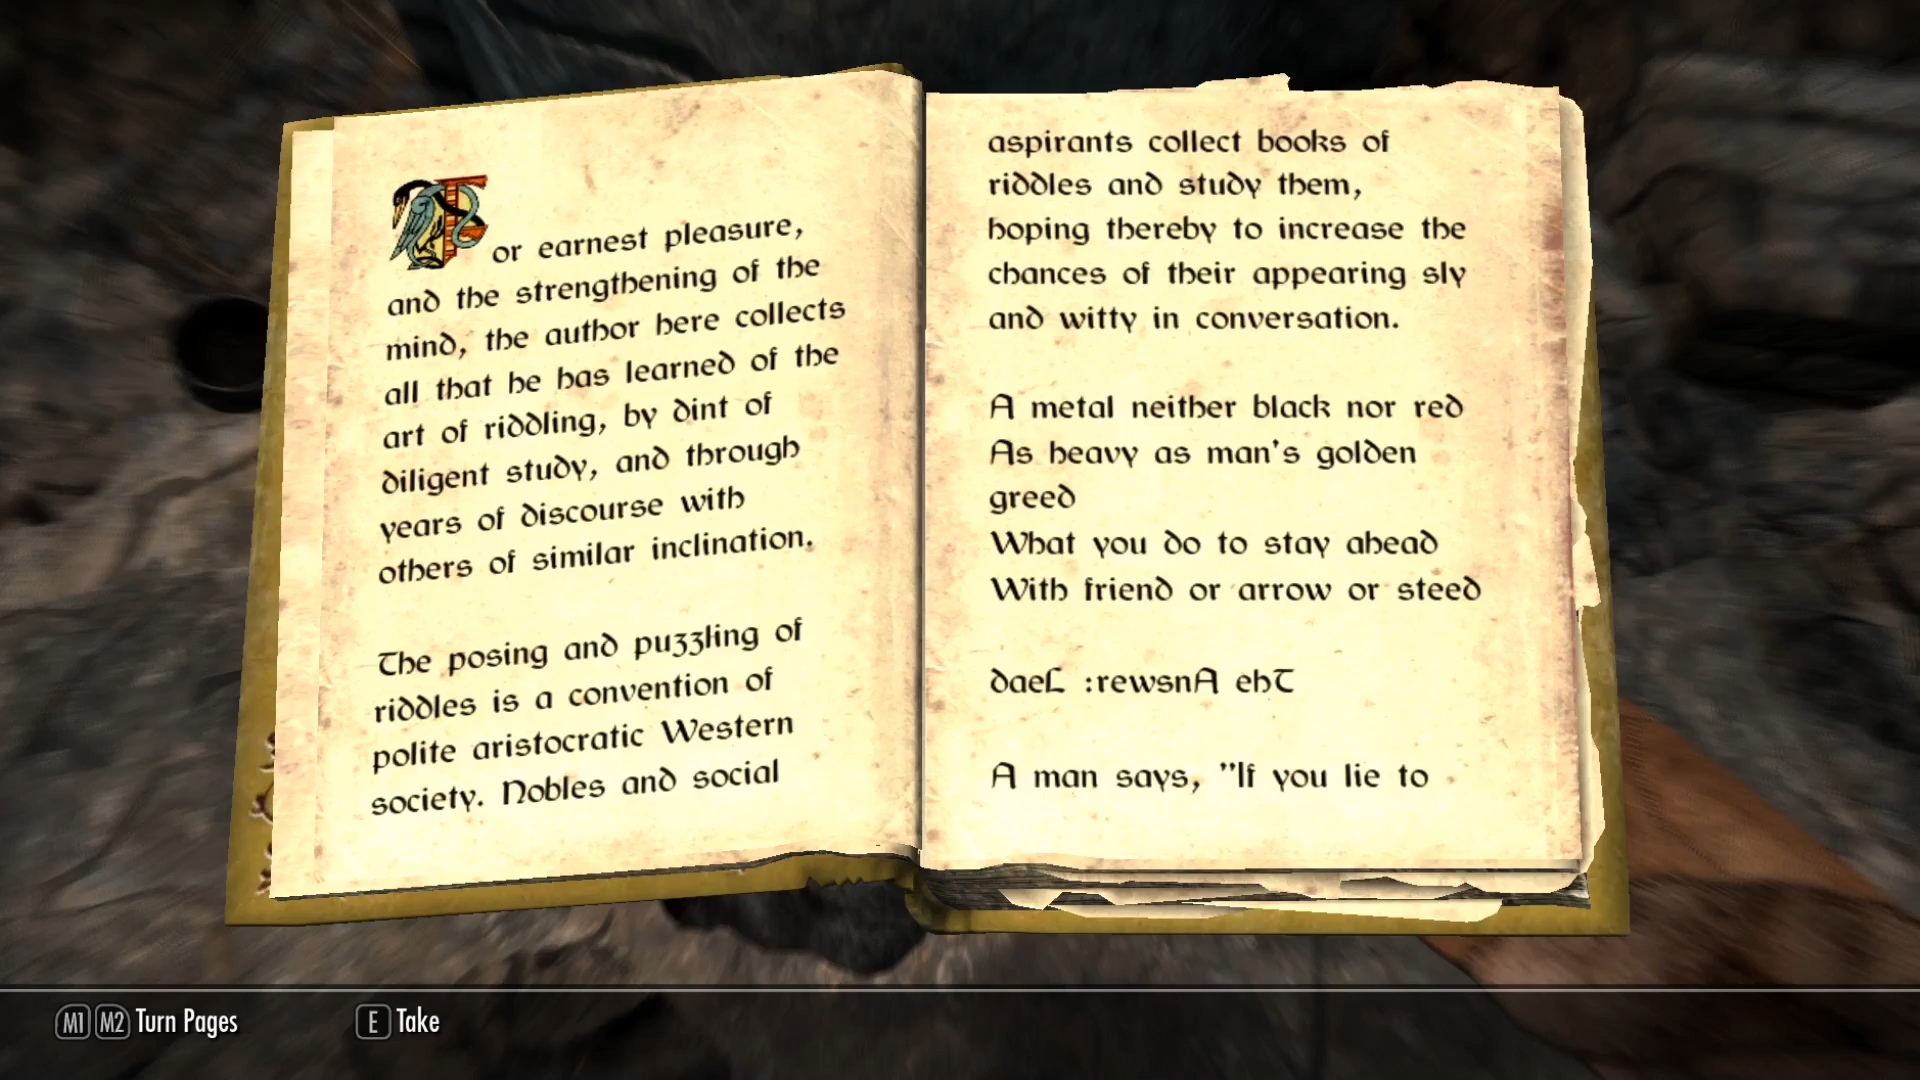 For earnest pleasure,
and the strengthening of the
mind, the author here collects
all that he has learned of the
art of riddling, by dint of
diligent study, and through
years of discourse with
others of similar inclination.
The posing and puzzling of
riddles is a convention of
polite aristocratic Western
society. Nobles and social
aspirants collect books of
riddles and study them,
hoping thereby to increase the
chances of their appearing sly
and witty in conversation.
A metal neither black nor red
As heavy as man's golden
greed
What you do to stay ahead
With friend or arrow or steed
daeL :rewsnA ehT
A man says, "If you lie to
M1 M2 Turn Pages
E Take